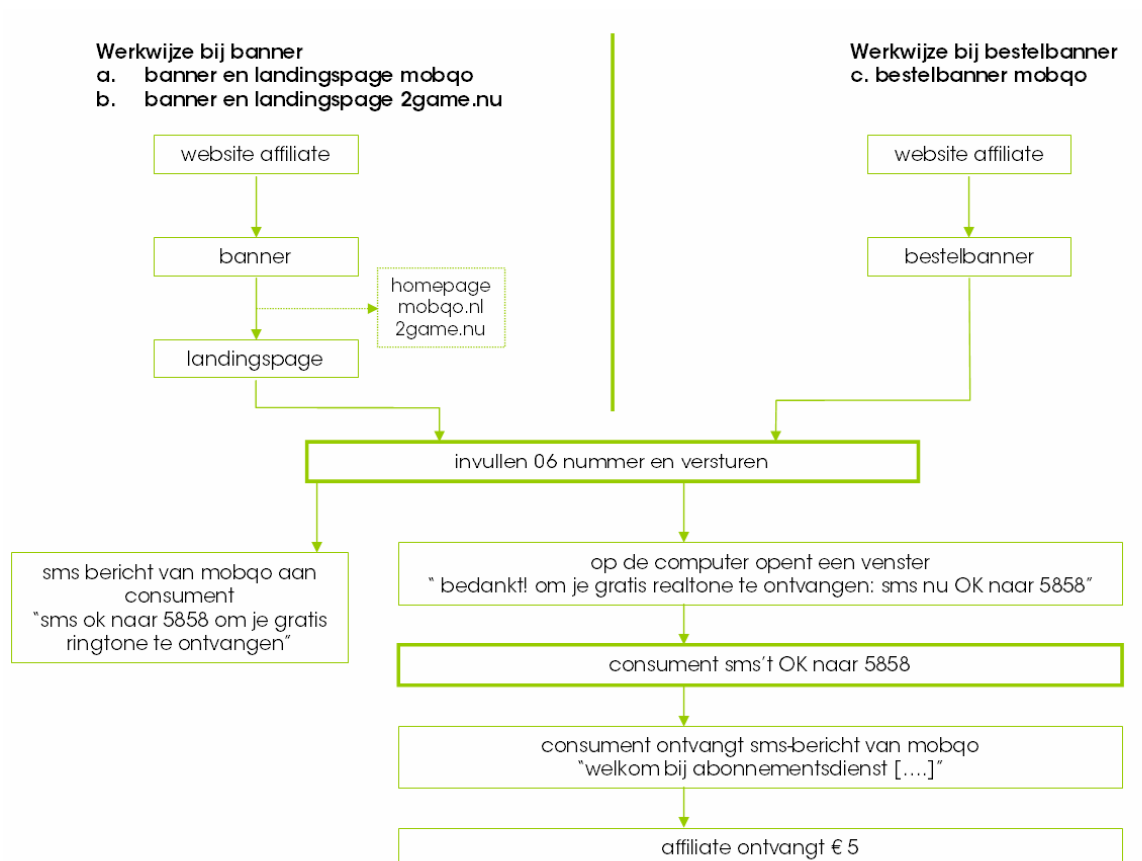 Werkwijze bij banner
a. banner en landingspage mobqo
b. banner en landingspage 2game.nu
website affiliate
banner
homepage
mobqo.nl
2game.nu
landingspage
Werkwijze bij bestelbanner
c. bestelbanner mobqo
website affiliate
bestelbanner
invullen 06 nummer en versturen
sms bericht van mobqo aan
consument
“sms ok naar 5858 om je gratis
ringtone te ontvangen”
op de computer opent een venster
“ bedankt! om je gratis realtone te ontvangen: sms nu OK naar 5858”
consument sms’t OK naar 5858
consument ontvangt sms-bericht van mobqo
“welkom bij abonnementsdienst [....]”
affiliate ontvangt € 5